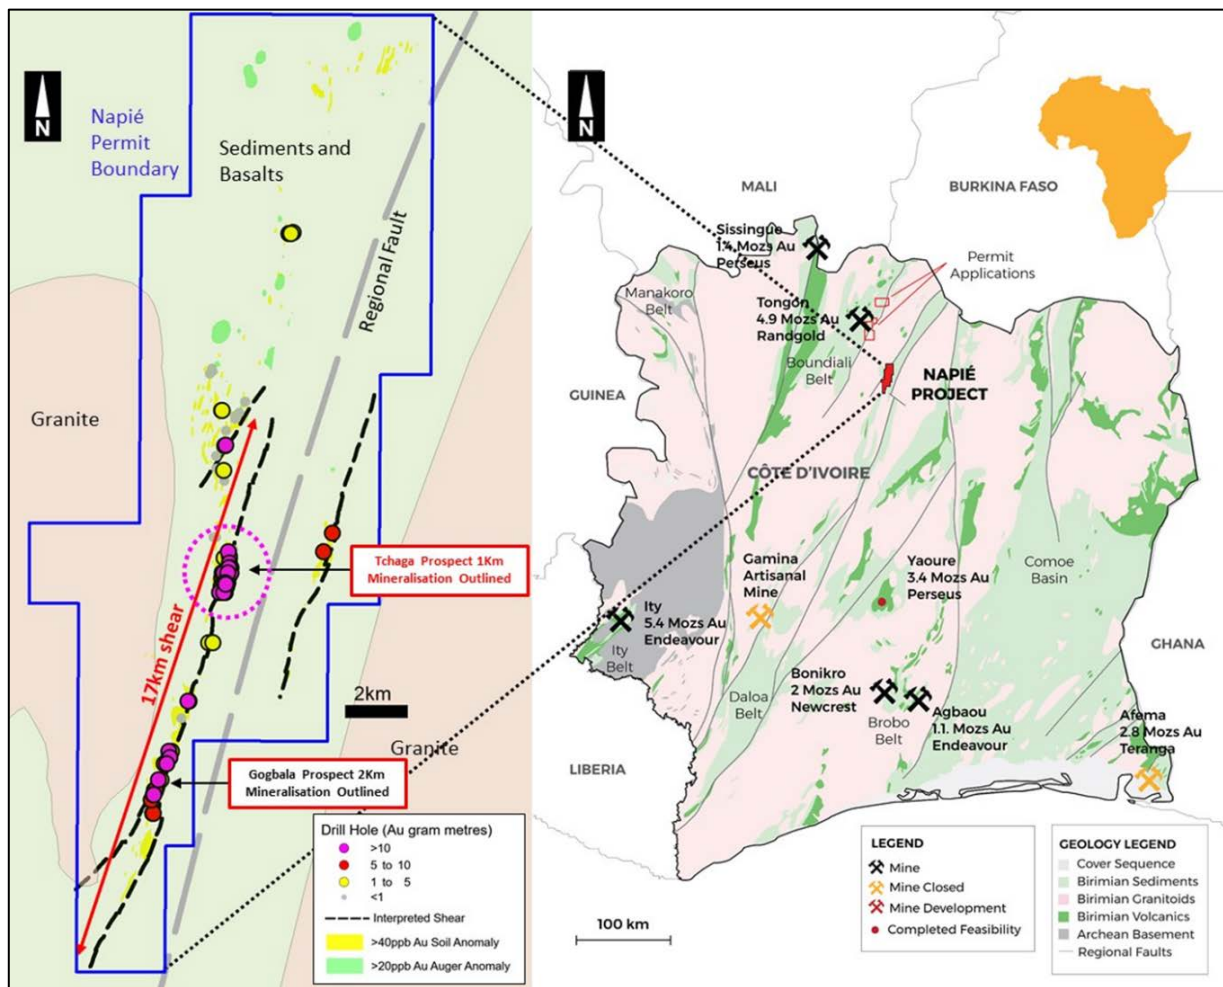 N
Napié
Permit
Boundary
Sediments and
Basalts
Regional Fault
Granite
Tchaga Prospect 1Km
Mineralisation Outlined
17km shear
2km
Granite
Gogbala Prospect 2Km
Mineralisation Outlined
Drill Hole (Au gram metres)
>10
5 to 10
1 to 5
<1
Interpreted Shear
>40ppb Au Soil Anomaly
>20ppb Au Auger Anomaly
N
MALI
BURKINA FASO
Sissingue
1.4 Mozs Au
Perseus
Permit
Applications
Manakoro
Belt
Tongon
4.9 Mozs Au
Randgold
Boundiali
Belt
GUINEA
NAPIÉ
PROJECT
CÔTE D'IVOIRE
Gamina
Artisanal
Mine
Yaoure
3.4 Mozs Au
Perseus
Comoe
Basin
Ity
5.4 Mozs Au
Endeavour
Ity
Belt
GHANA
Bonikro
2 Mozs Au
Newcrest
Daloa
Belt
Brobo
Belt
Agbaou
1.1. Mozs Au
Endeavour
Afema
2.8 Mozs Au
Teranga
LIBERIA
100 km
LEGEND
Mine
Mine Closed
Mine Development
Completed Feasibility
GEOLOGY LEGEND
Cover Sequence
Birimian Sediments
Birimian Granitoids
Birimian Volcanics
Archean Basement
Regional Faults